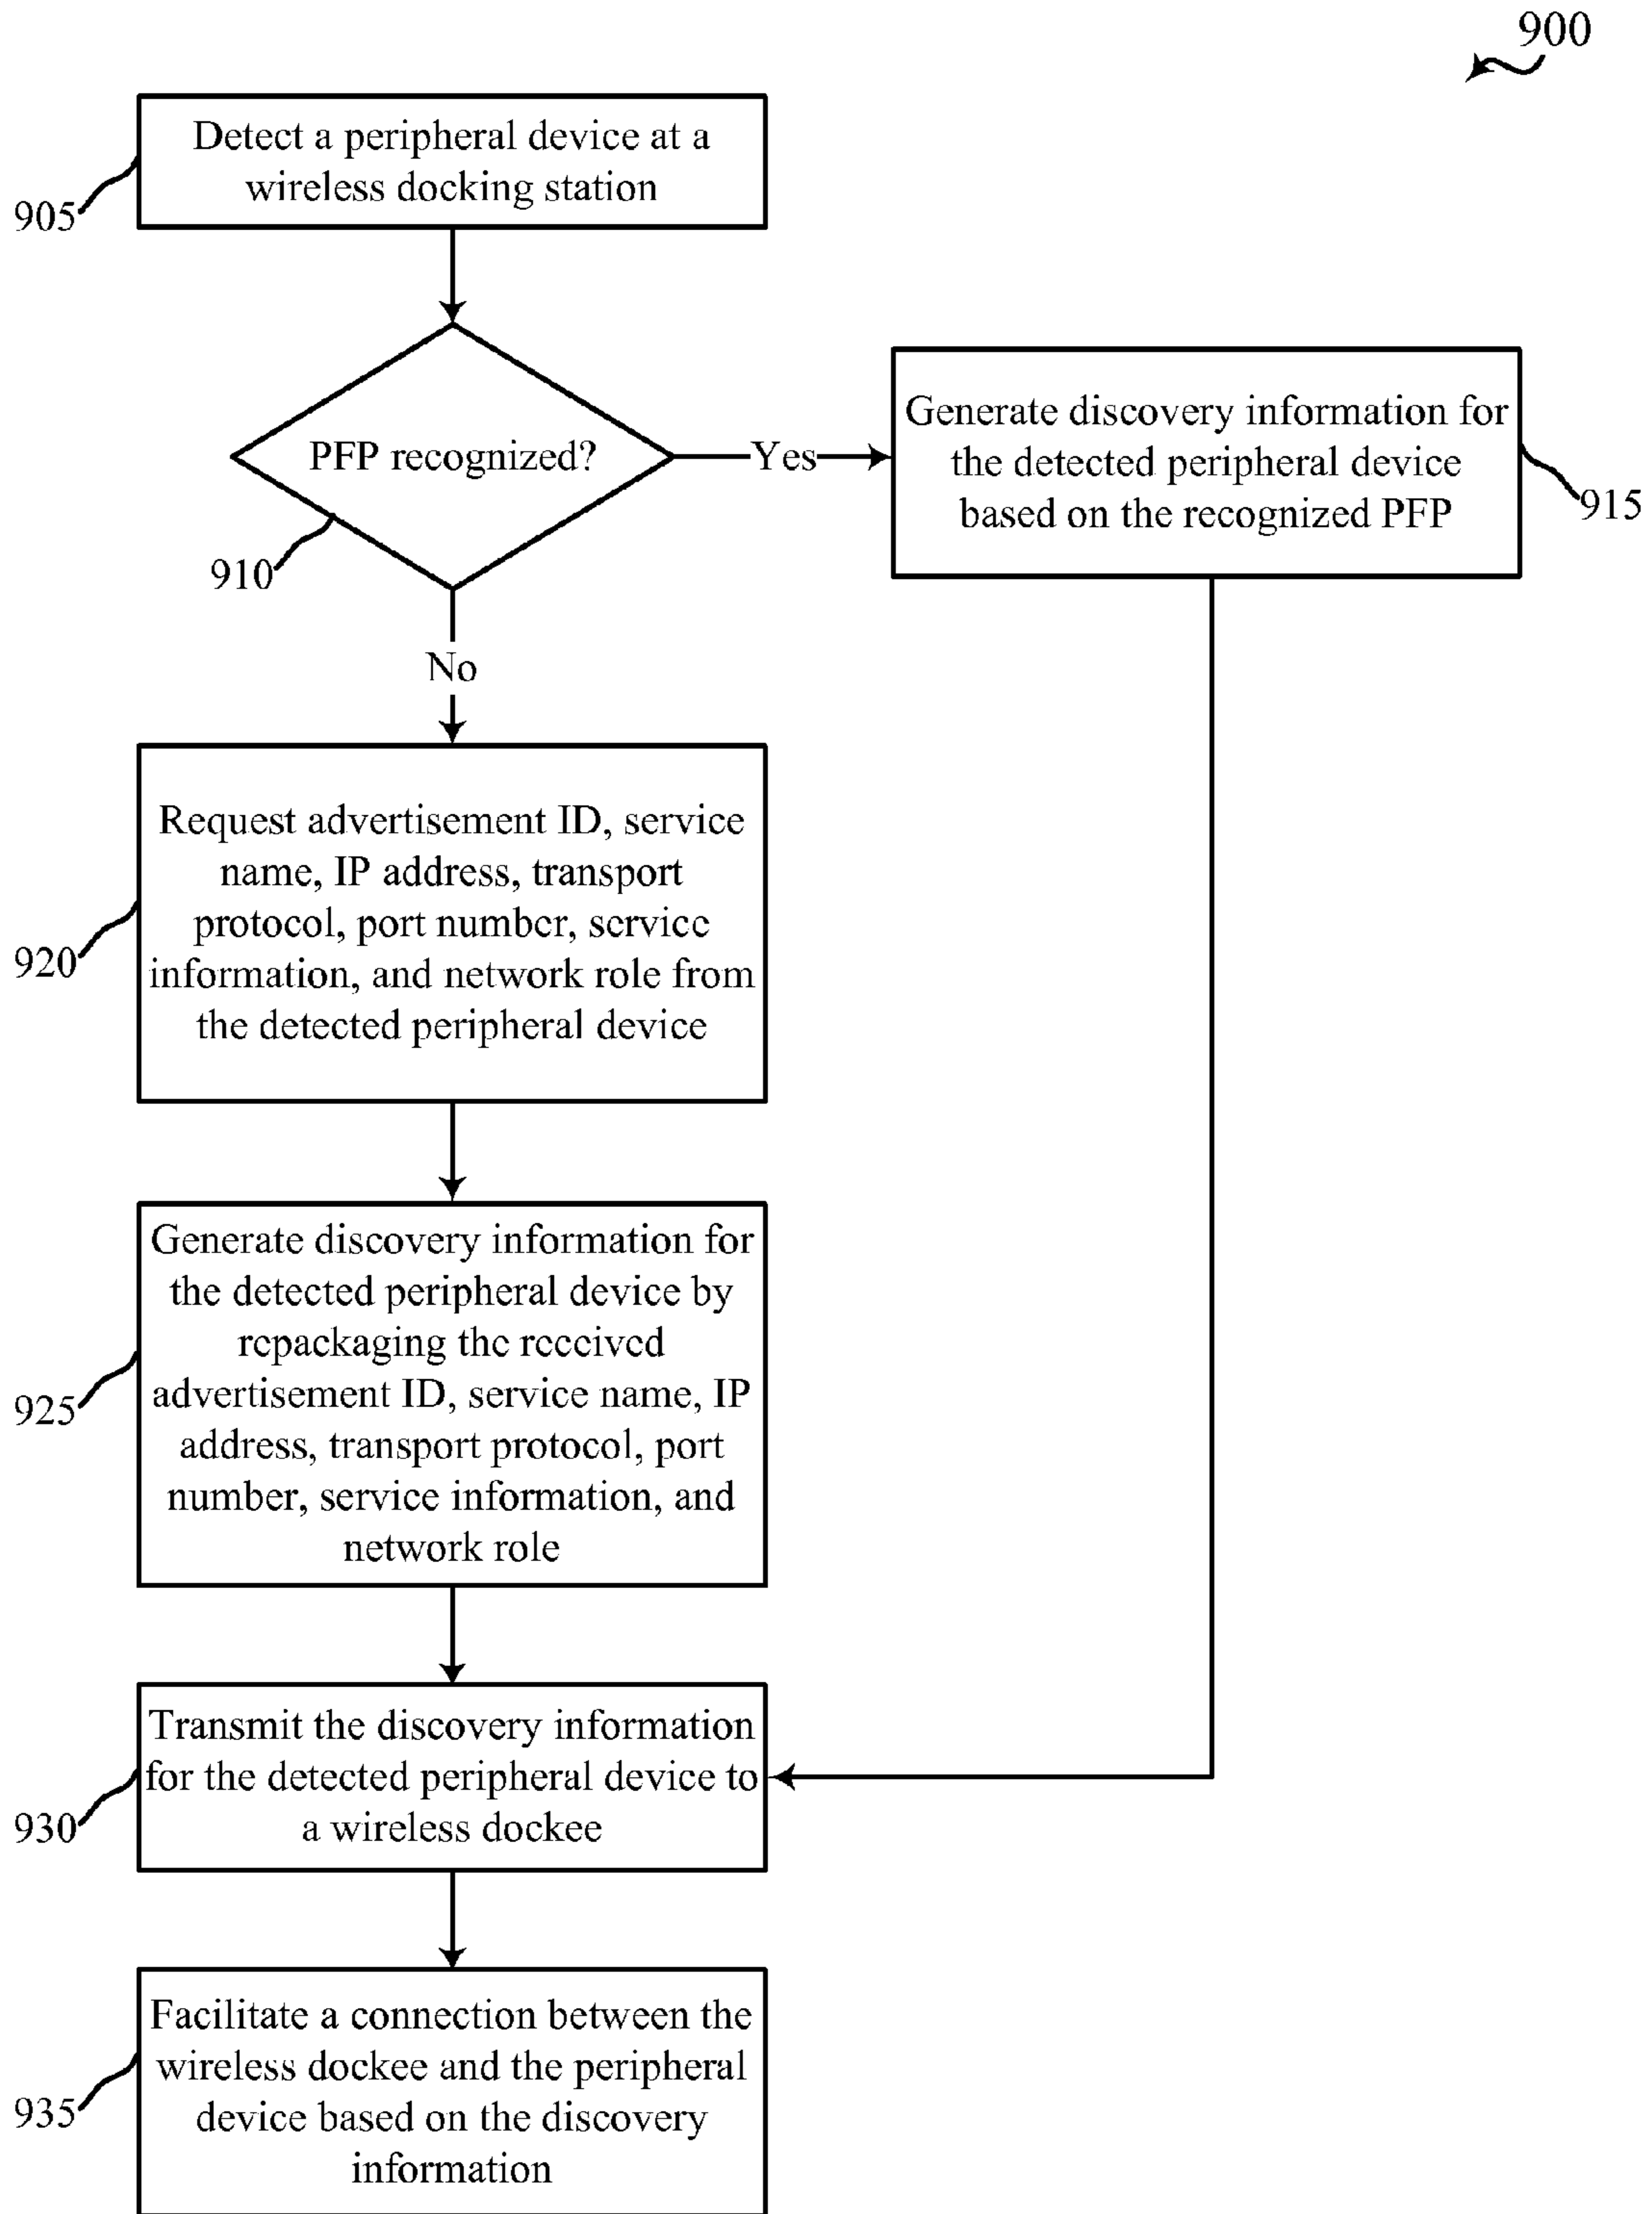 900
Detect a peripheral device at a
wireless docking station
905
PFP recognized?
910
Yes
Generate discovery information for
the detected peripheral device
based on the recognized PFP
915
No
Request advertisement ID, service
name, IP address, transport
protocol, port number, service
information, and network role from
the detected peripheral device
920
Generate discovery information for
the detected peripheral device by
repackaging the received
advertisement ID, service name, IP
address, transport protocol, port
number, service information, and
network role
925
Transmit the discovery information
for the detected peripheral device to
a wireless dockee
930
Facilitate a connection between the
wireless dockee and the peripheral
device based on the discovery
information
935